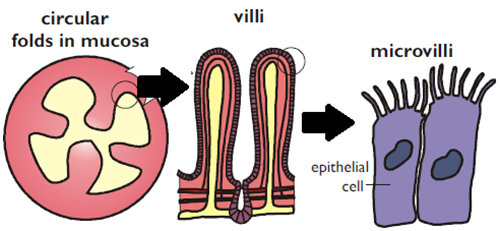 circular
folds in mucosa
villi
microvilli
epithelial
cell